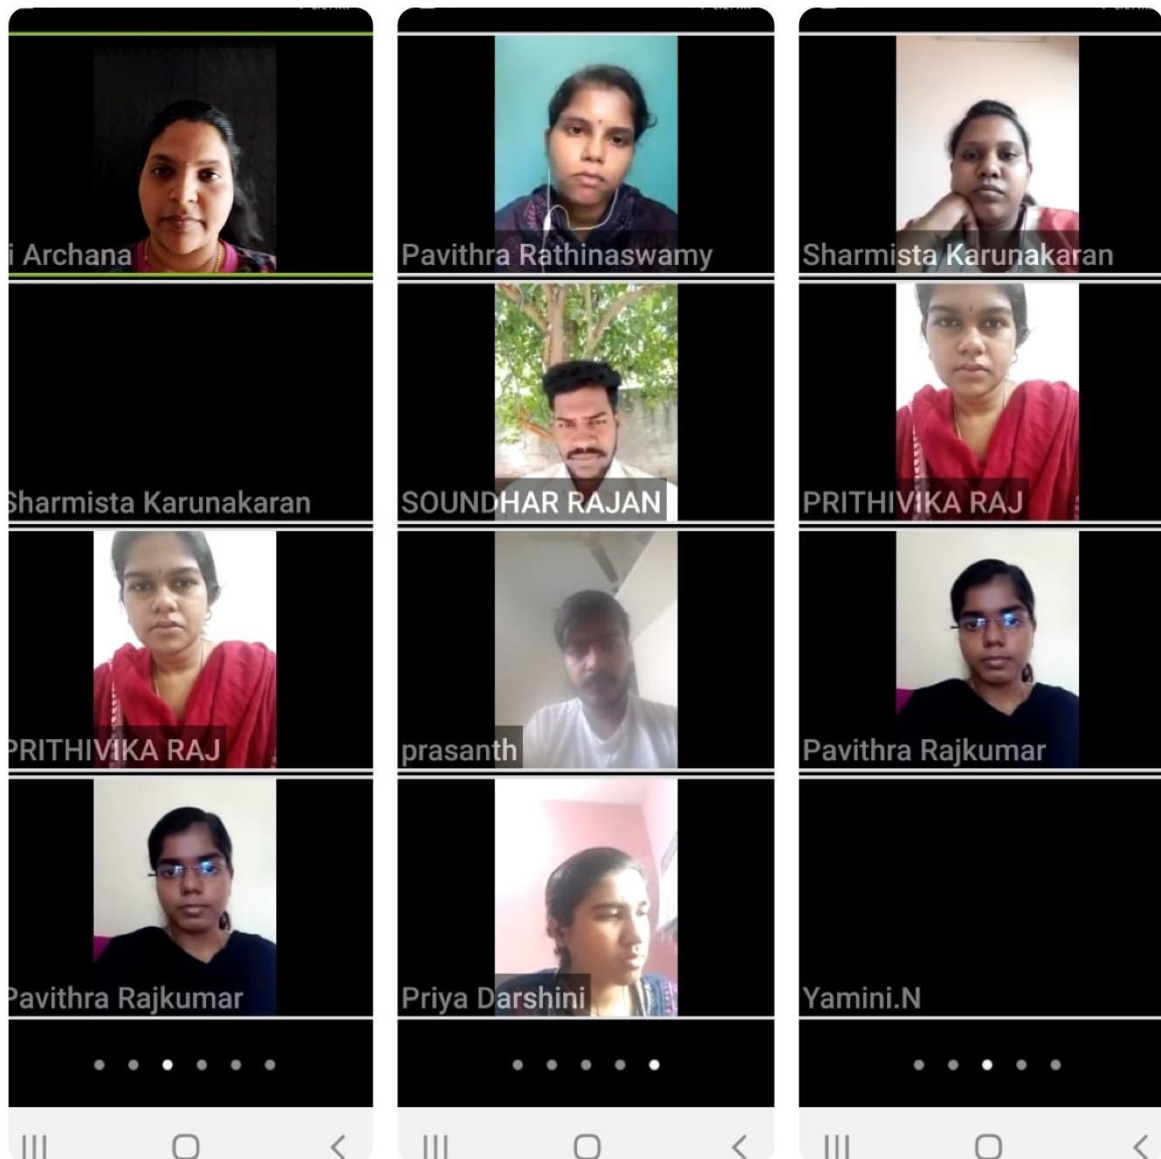 i Archana
Sharmista Karunakaran
PRITHIVIKA RAJ
Pavithra Rajkumar
Pavithra Rathinaswamy
SOUNDHAR RAJAN
prasanth
Priya Darshini
Sharmista Karunakaran
PRITHIVIKA RAJ
Pavithra Rajkumar
Yamini.N